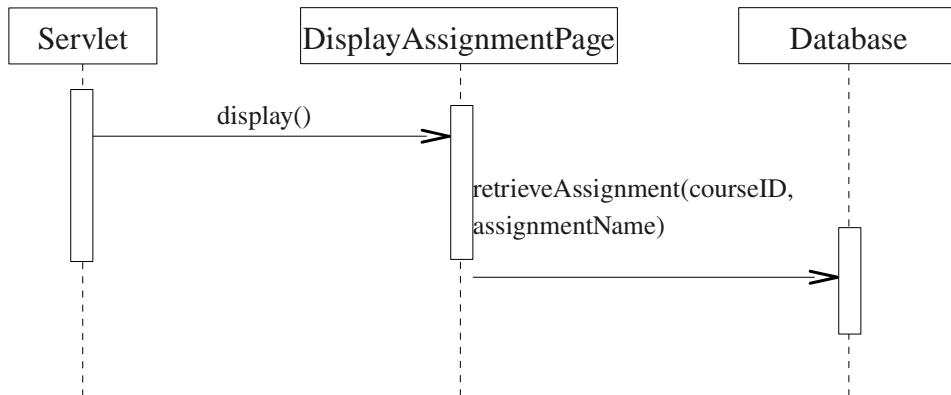 Servlet
DisplayAssignmentPage
Database
display()
retrieveAssignment(courseID,
assignmentName)